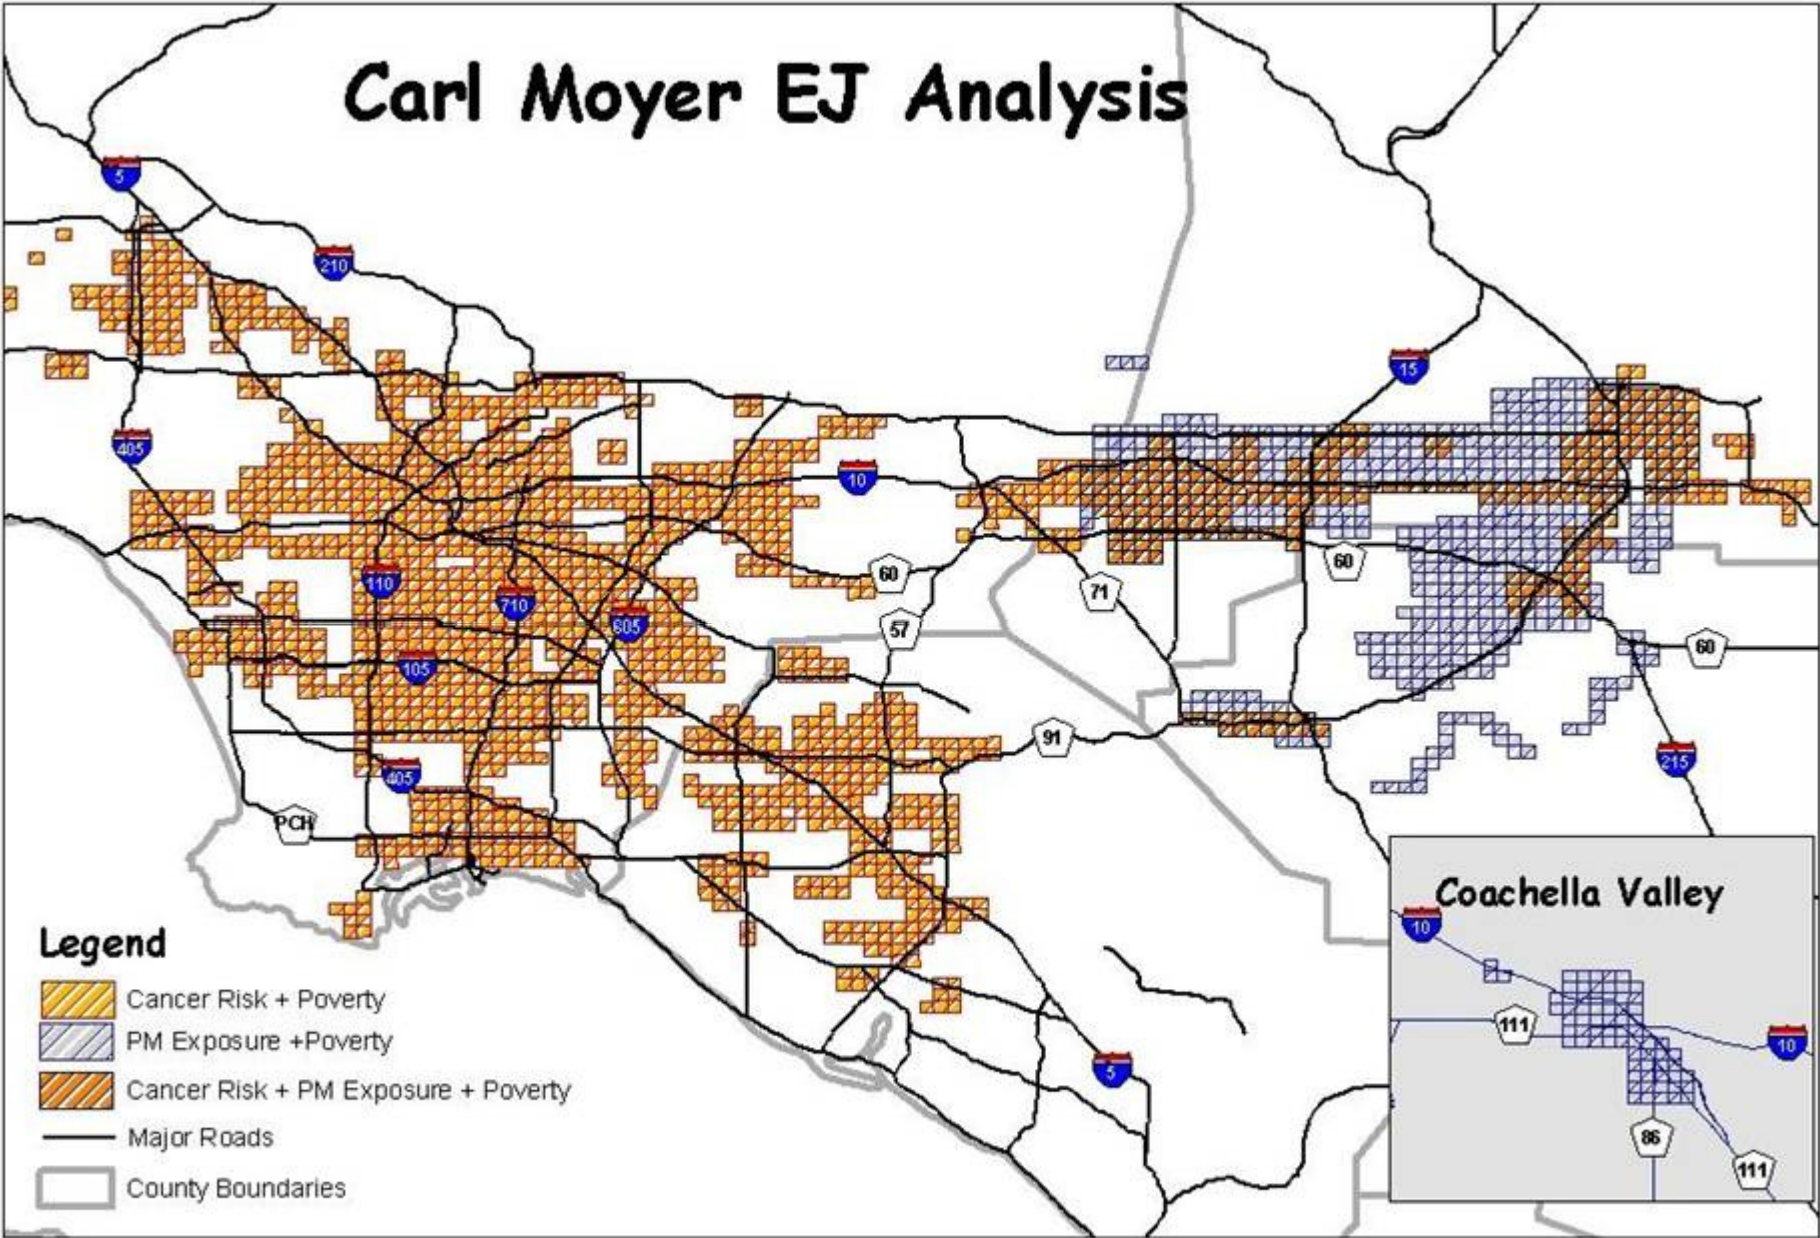 Carl Moyer EJ Analysis
5
210
15
405
10
110
60
60
71
710
605
57
60
105
91
215
405
PCH
Coachella Valley
10
111
10
5
86
111
Legend
Cancer Risk + Poverty
PM Exposure +Poverty
Cancer Risk + PM Exposure + Poverty
Major Roads
County Boundaries